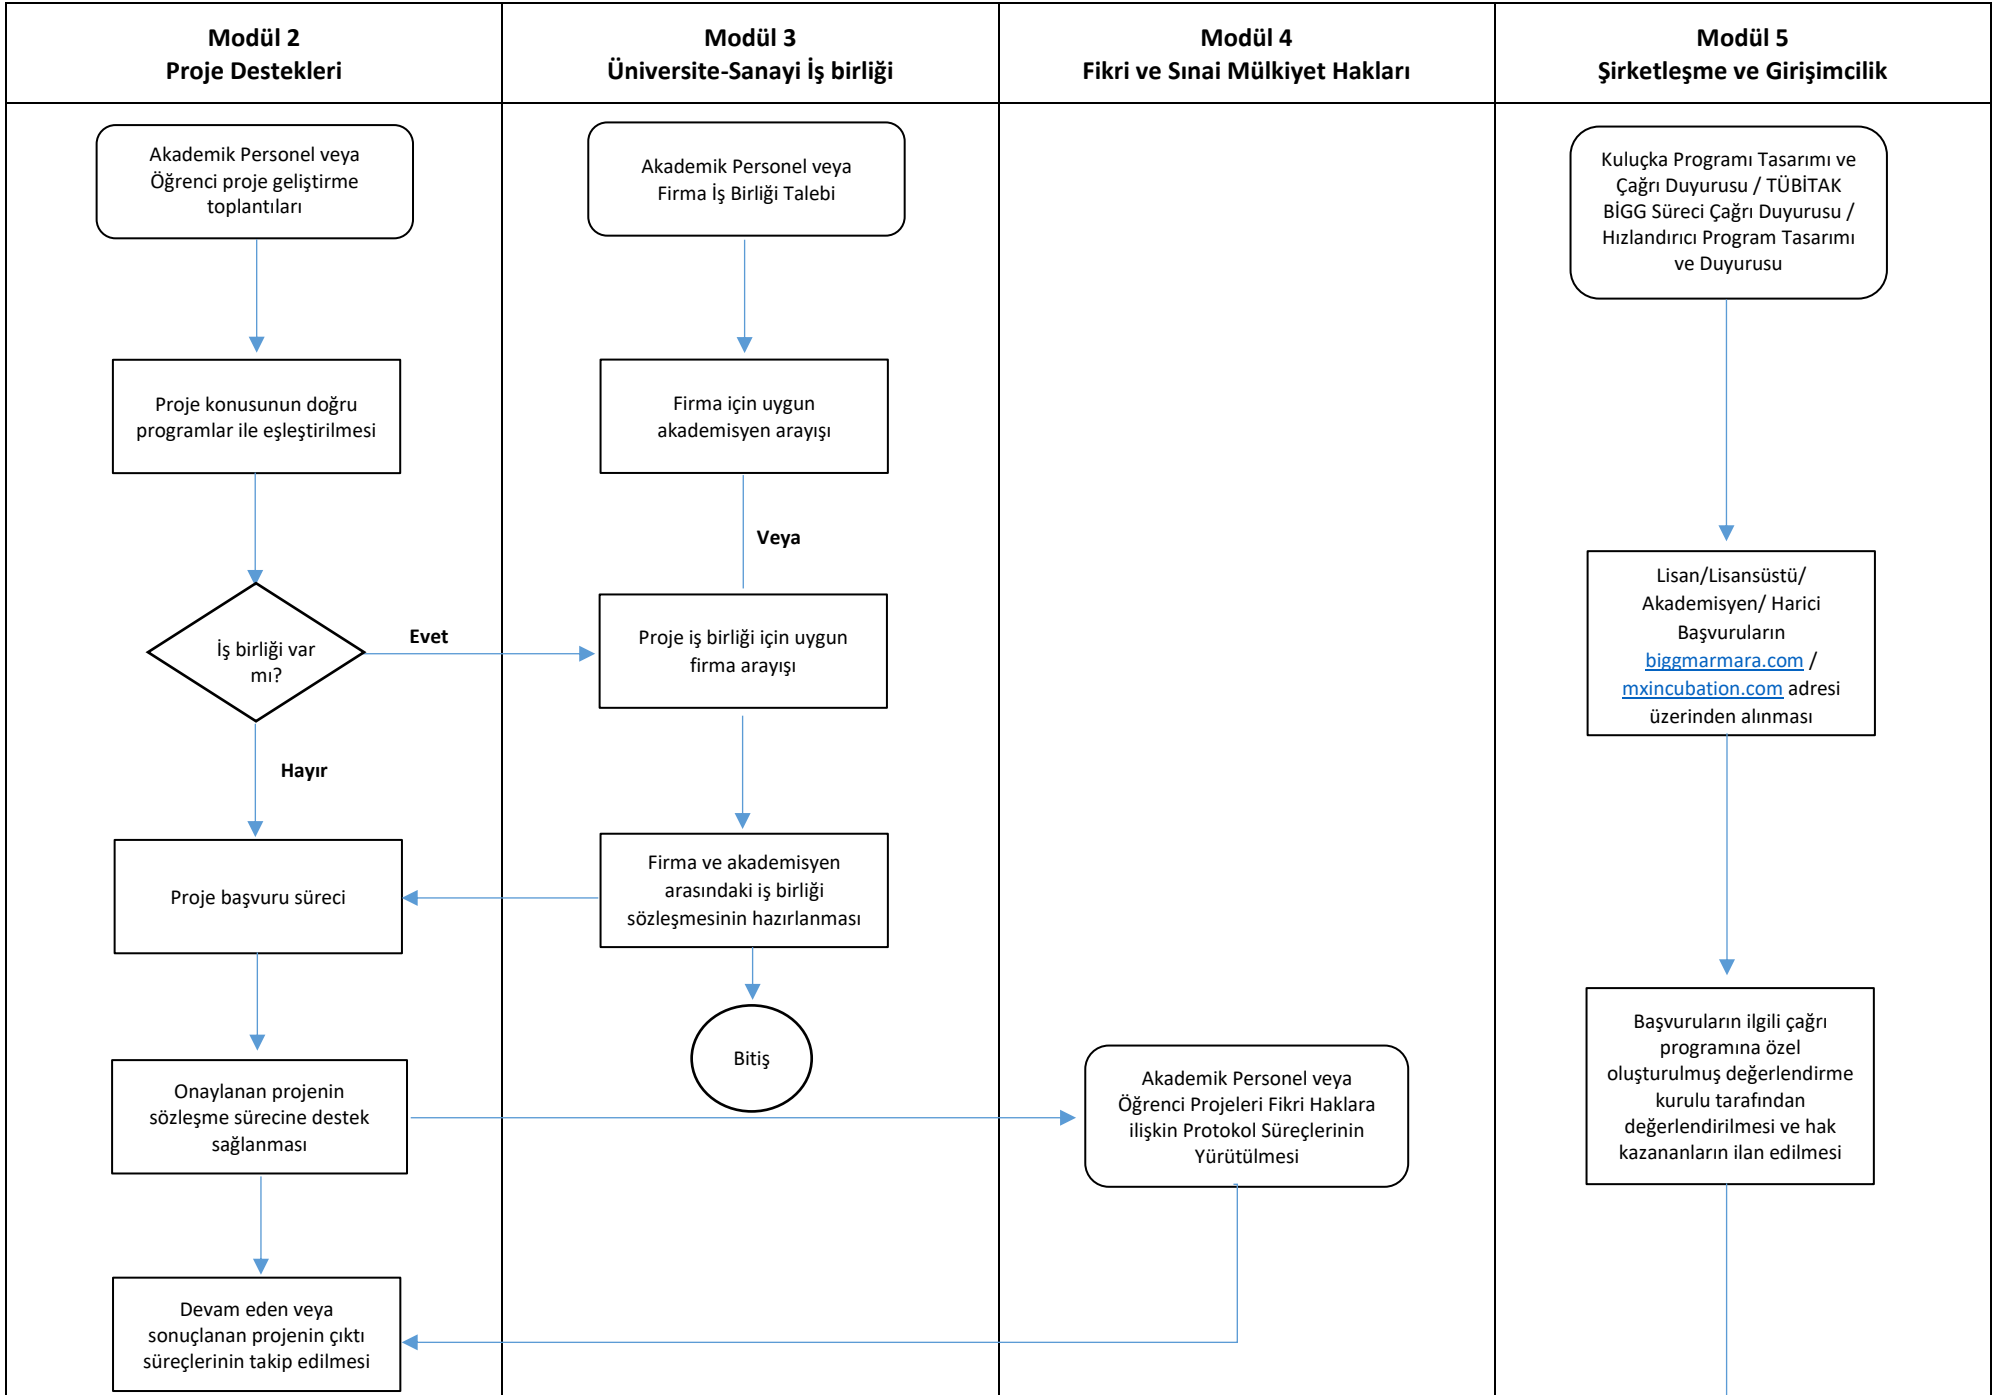 Modül 2
Proje Destekleri
Modül 3
Üniversite-Sanayi İş birliği
Modül 4
Fikri ve Sınai Mülkiyet Hakları
Modül 5
Şirketleşme ve Girişimcilik
Akademik Personel veya
Öğrenci proje geliştirme
toplantıları
Proje konusunun doğru
programlar ile eşleştirilmesi
İş birliği var
mı?
Evet
Hayır
Proje başvuru süreci
Onaylanan projenin
sözleşme sürecine destek
sağlanması
Devam eden veya
sonuçlanan projenin çıktı
süreçlerinin takip edilmesi
Akademik Personel veya
Firma İş Birliği Talebi
Firma için uygun
akademisyen arayışı
Veya
Proje iş birliği için uygun
firma arayışı
Firma ve akademisyen
arasındaki iş birliği
sözleşmesinin hazırlanması
Bitiş
Akademik Personel veya
Öğrenci Projeleri Fikri Haklara
ilişkin Protokol Süreçlerinin
Yürütülmesi
Kuluçka Programı Tasarımı ve
Çağrı Duyurusu / TÜBİTAK
BİGG Süreci Çağrı Duyurusu /
Hızlandırıcı Program Tasarımı
ve Duyurusu
Lisan/Lisansüstü/
Akademisyen/ Harici
Başvuruların
biggmarmara.com /
mxincubation.com adresi
üzerinden alınması
Başvuruların ilgili çağrı
programına özel
oluşturulmuş değerlendirme
kurulu tarafından
değerlendirilmesi ve hak
kazananların ilan edilmesi